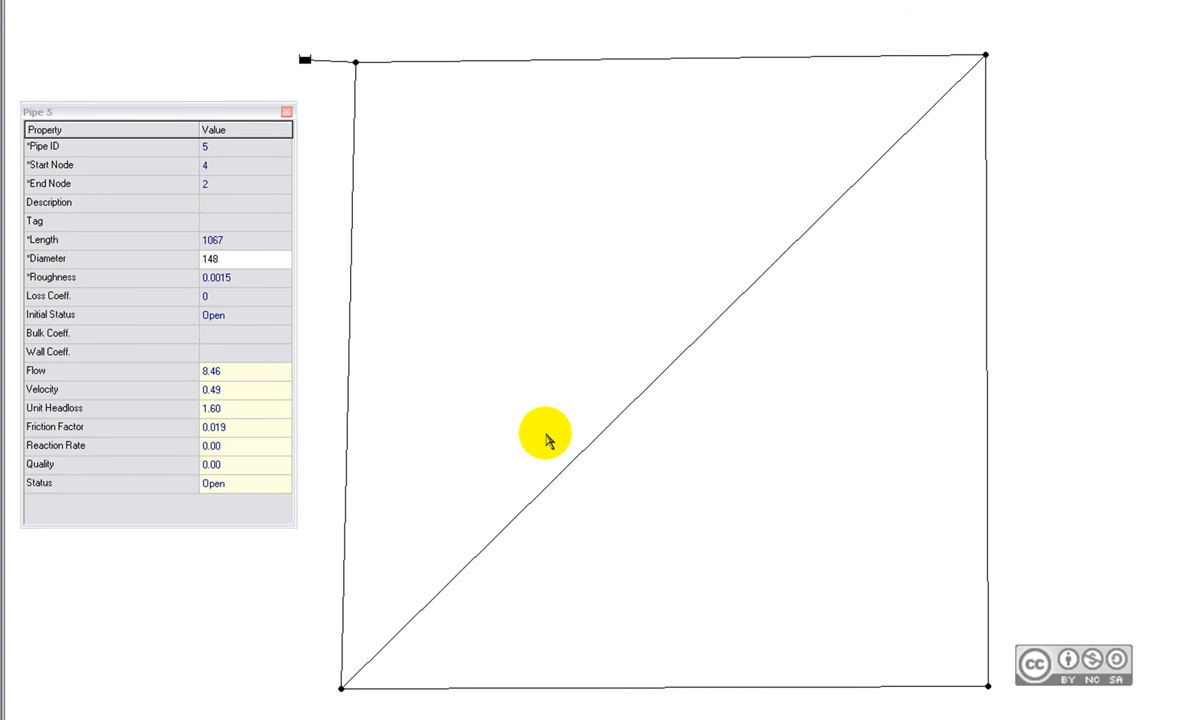 Pipe 5
Property Value
*Pipe ID 5
*Start Node 4
*End Node 2
Description
Tag
*Length 1067
*Diameter 148
*Roughness 0.0015
Loss Coeff. 0
Initial Status Open
Bulk Coeff.
Wall Coeff.
Flow 8.46
Velocity 0.49
Unit Headloss 1.60
Friction Factor 0.019
Reaction Rate 0.00
Quality 0.00
Status Open
cc
BY NC SA